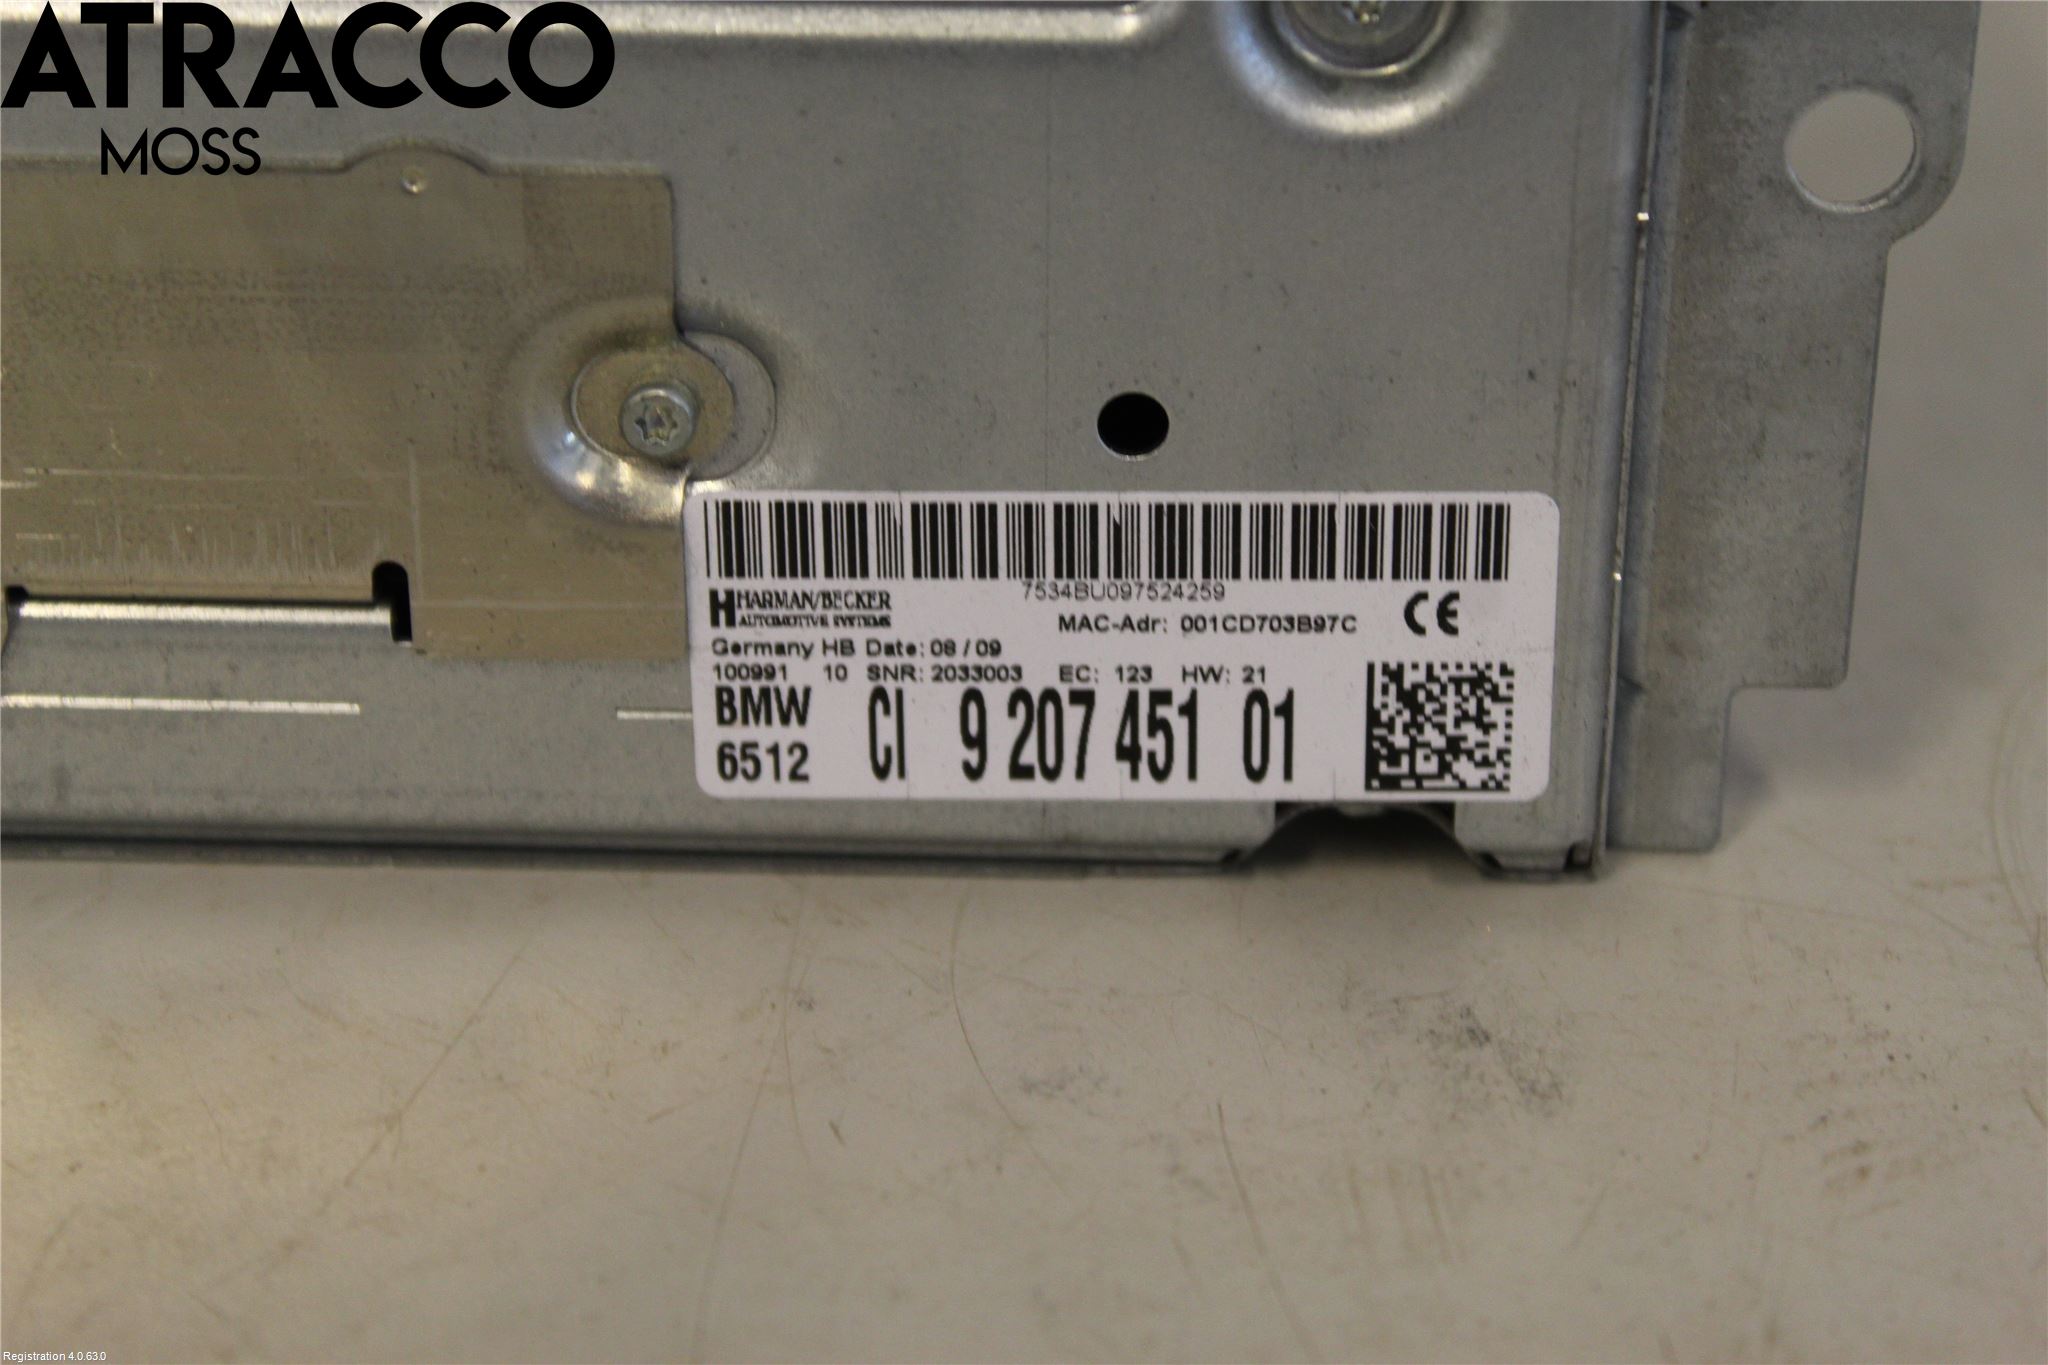 ATRACCO
MOSS
7534BU097524259
HARMAN/BECKER
AUTOMOTIVE SYSTEMS
MAC-Adr: 001CD703B97C
CE
Germany HB Date: 08 / 09
100991 10 SNR: 2033003 EC: 123 HW: 21
BMW CI 9 207 451 01
6512
Registration 4.0.63.0